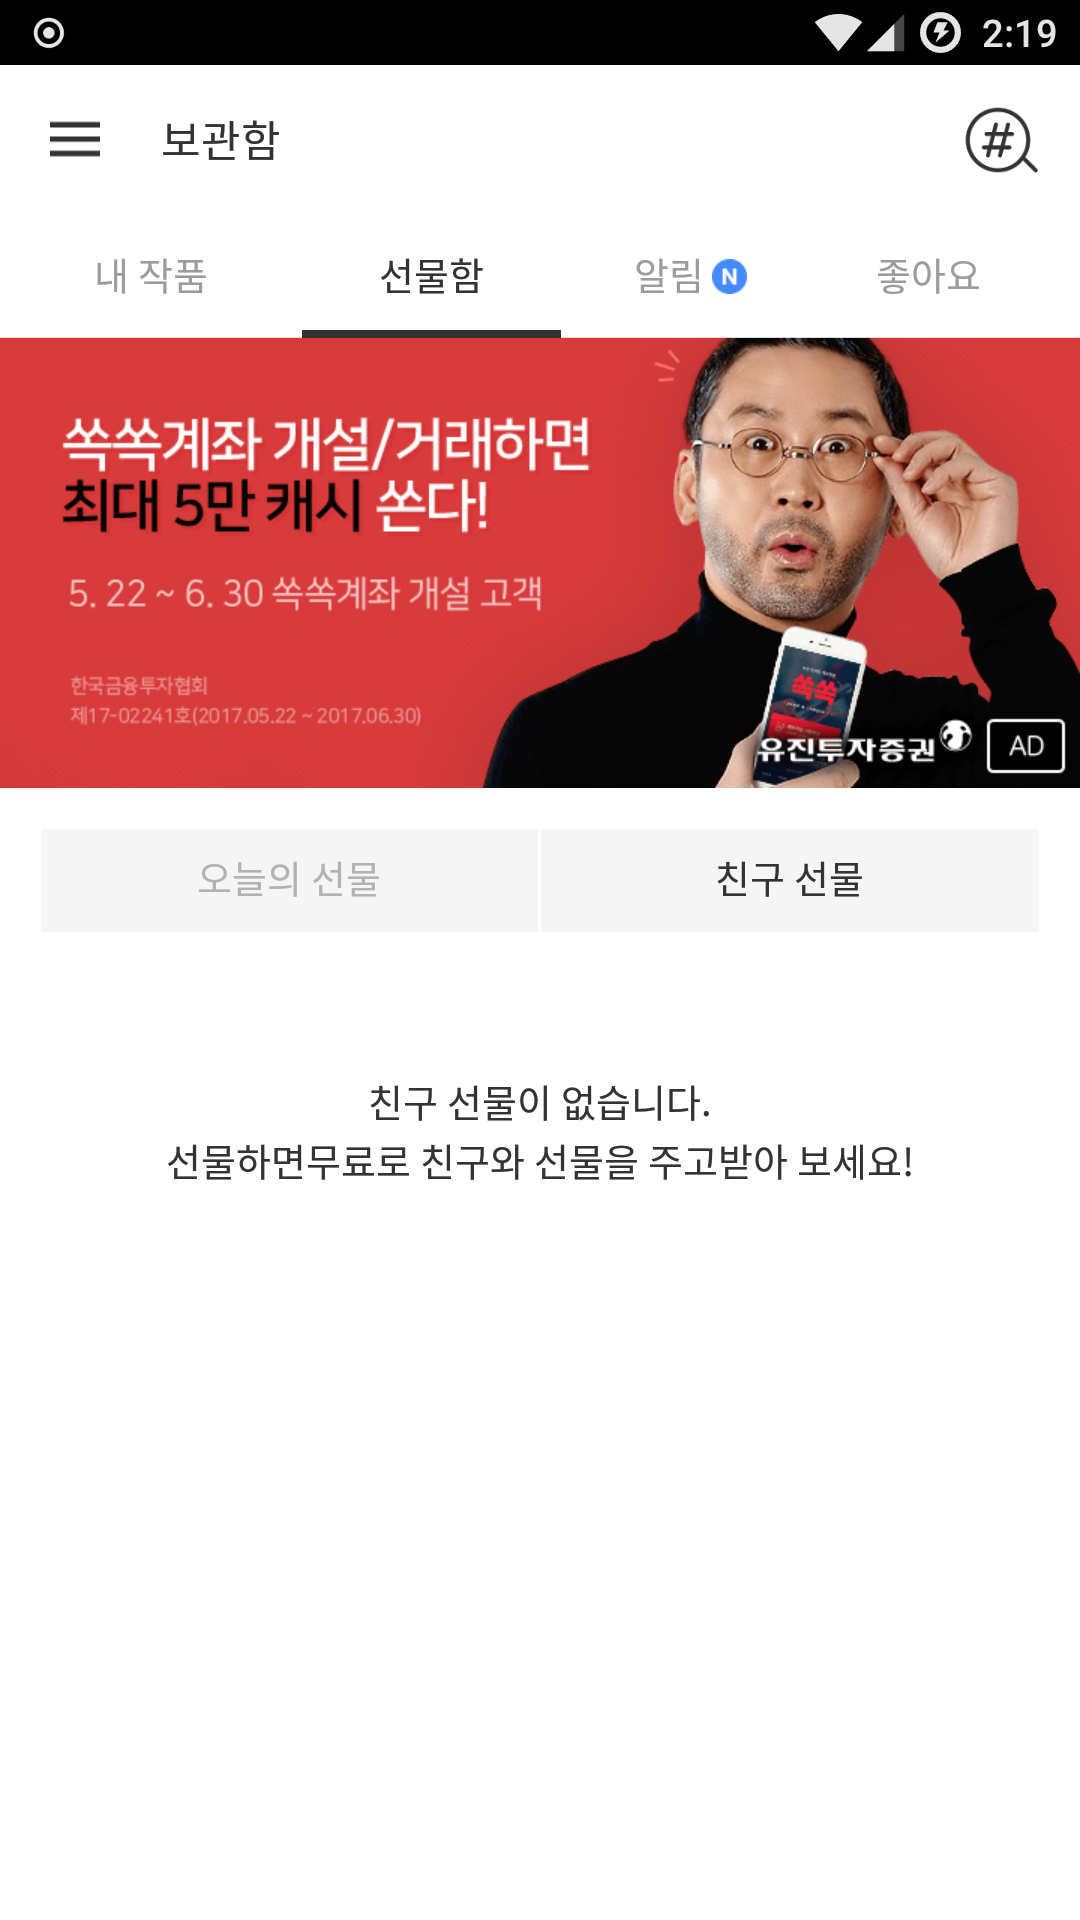 2:19
보관함
#
내 작품
선물함
알림 N
좋아요
쏙쏙계좌 개설/거래하면
최대 5만 캐시 쏜다!
5. 22 ~ 6. 30 쏙쏙계좌 개설 고객
한국금융투자협회
제17-02241호(2017.05.22 ~ 2017.06.30)
쏙쏙
유진투자증권
AD
오늘의 선물
친구 선물
친구 선물이 없습니다.
선물하면무료로 친구와 선물을 주고받아 보세요!